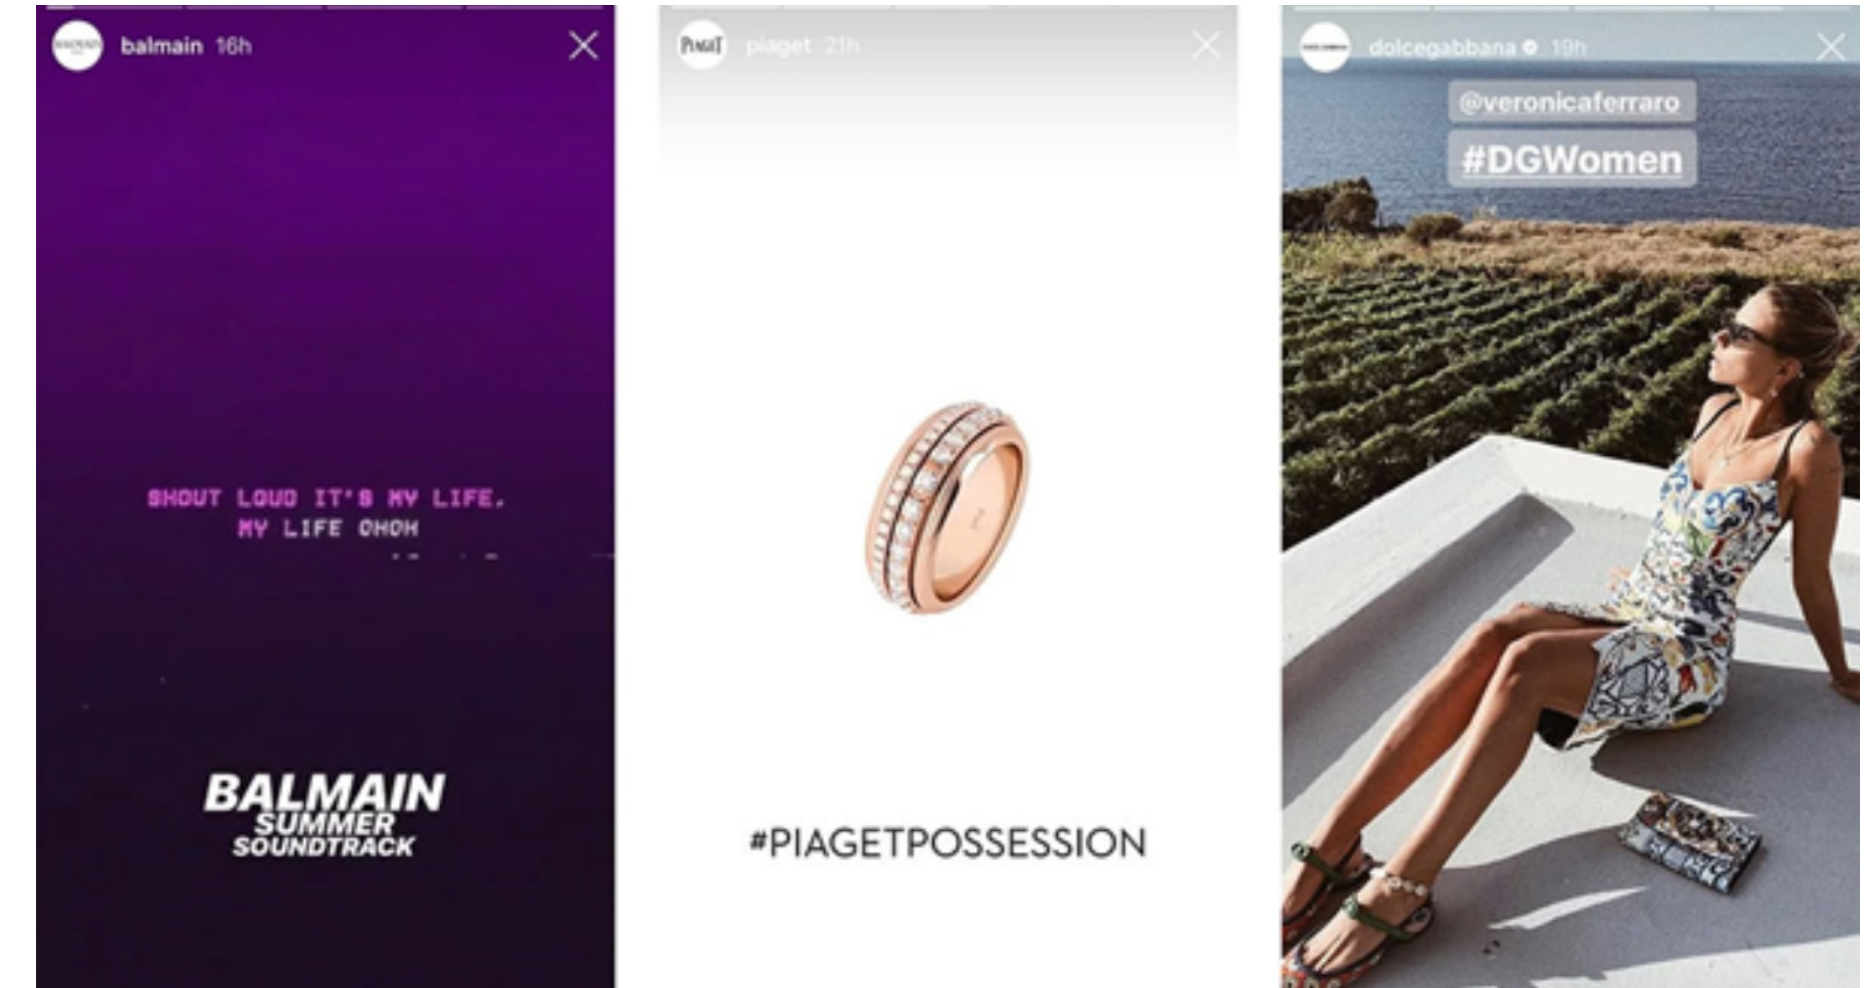 balmain 16h
SHOUT LOUD IT'S MY LIFE.
MY LIFE OHOH
BALMAIN
SUMMER
SOUNDTRACK
PIAGET piaget 21h
#PIAGETPOSSESSION
dolcegabbana 19h
@veronicaferraro
#DGWomen